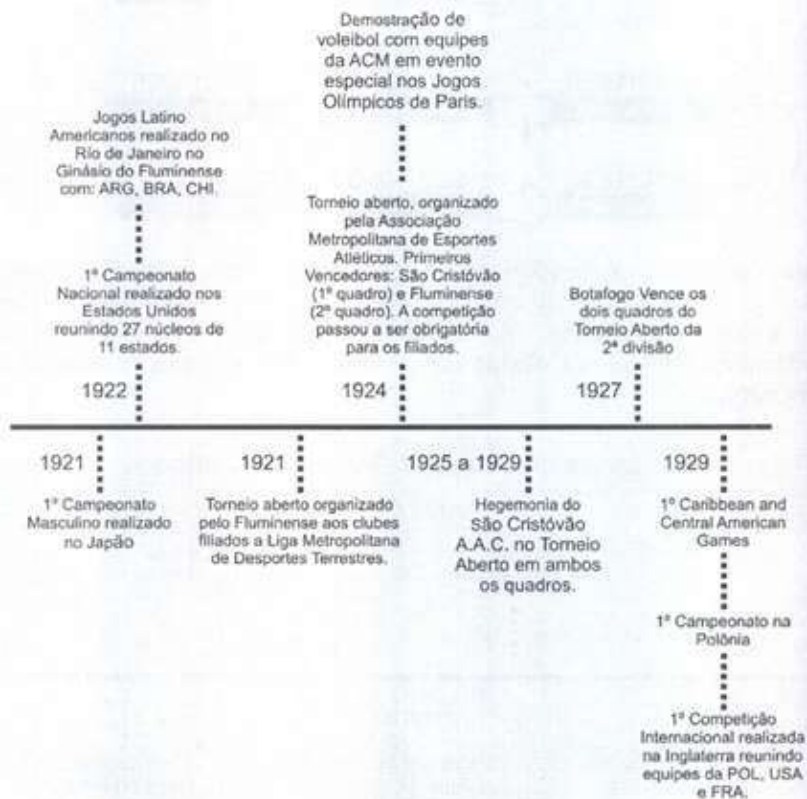 Demostração de
voleibol com equipes
da ACM em evento
especial nos Jogos
Olímpicos de Paris.
Jogos Latino
Americanos realizado no
Rio de Janeiro no
Ginásio do Fluminense
com: ARG, BRA, CHI.
1º Campeonato
Nacional realizado nos
Estados Unidos
reunindo 27 núcleos de
11 estados.
Torneio aberto, organizado
pela Associação
Metropolitana de Esportes
Atléticos. Primeiros
Vencedores: São Cristóvão
(1º quadro) e Fluminense
(2º quadro). A competição
passou a ser obrigatória
para os filiados.
Botafogo Vence os
dois quadros do
Torneio Aberto da
2ª divisão
1922
1924
1927
1921
1921
1925 a 1929
1929
1º Campeonato
Masculino realizado
no Japão
Torneio aberto organizado
pelo Fluminense aos clubes
filiados a Liga Metropolitana
de Desportes Terrestres.
Hegemonia do
São Cristóvão
A.A.C. no Torneio
Aberto em ambos
os quadros.
1º Caribbean and
Central American
Games
1º Campeonato na
Polônia
1ª Competição
Internacional realizada
na Inglaterra reunindo
equipes da POL, USA
e FRA.